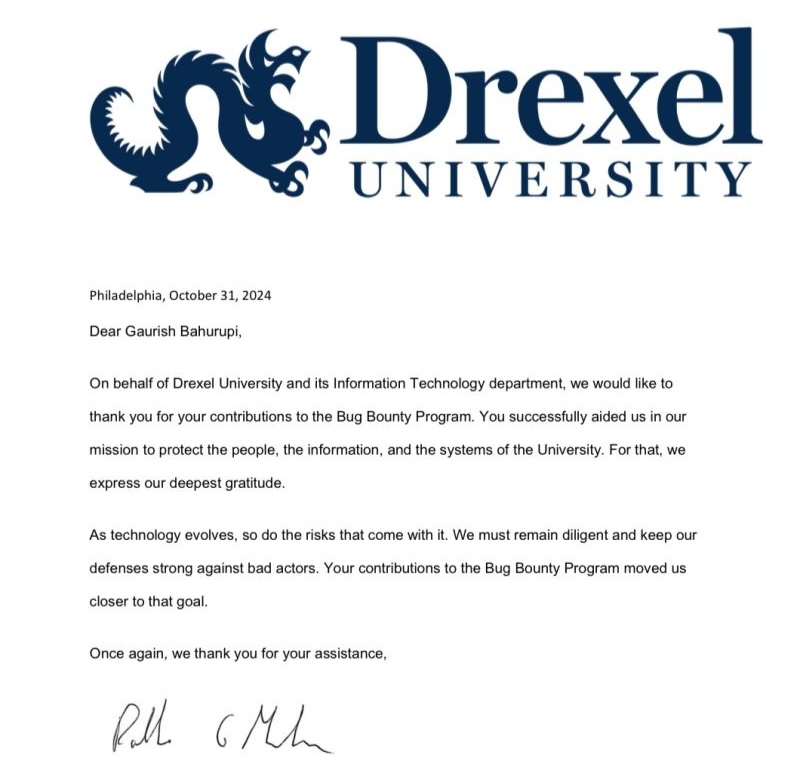 Drexel
UNIVERSITY
Philadelphia, October 31, 2024
Dear Gaurish Bahurupi,
On behalf of Drexel University and its Information Technology department, we would like to
thank you for your contributions to the Bug Bounty Program. You successfully aided us in our
mission to protect the people, the information, and the systems of the University. For that, we
express our deepest gratitude.
As technology evolves, so do the risks that come with it. We must remain diligent and keep our
defenses strong against bad actors. Your contributions to the Bug Bounty Program moved us
closer to that goal.
Once again, we thank you for your assistance,